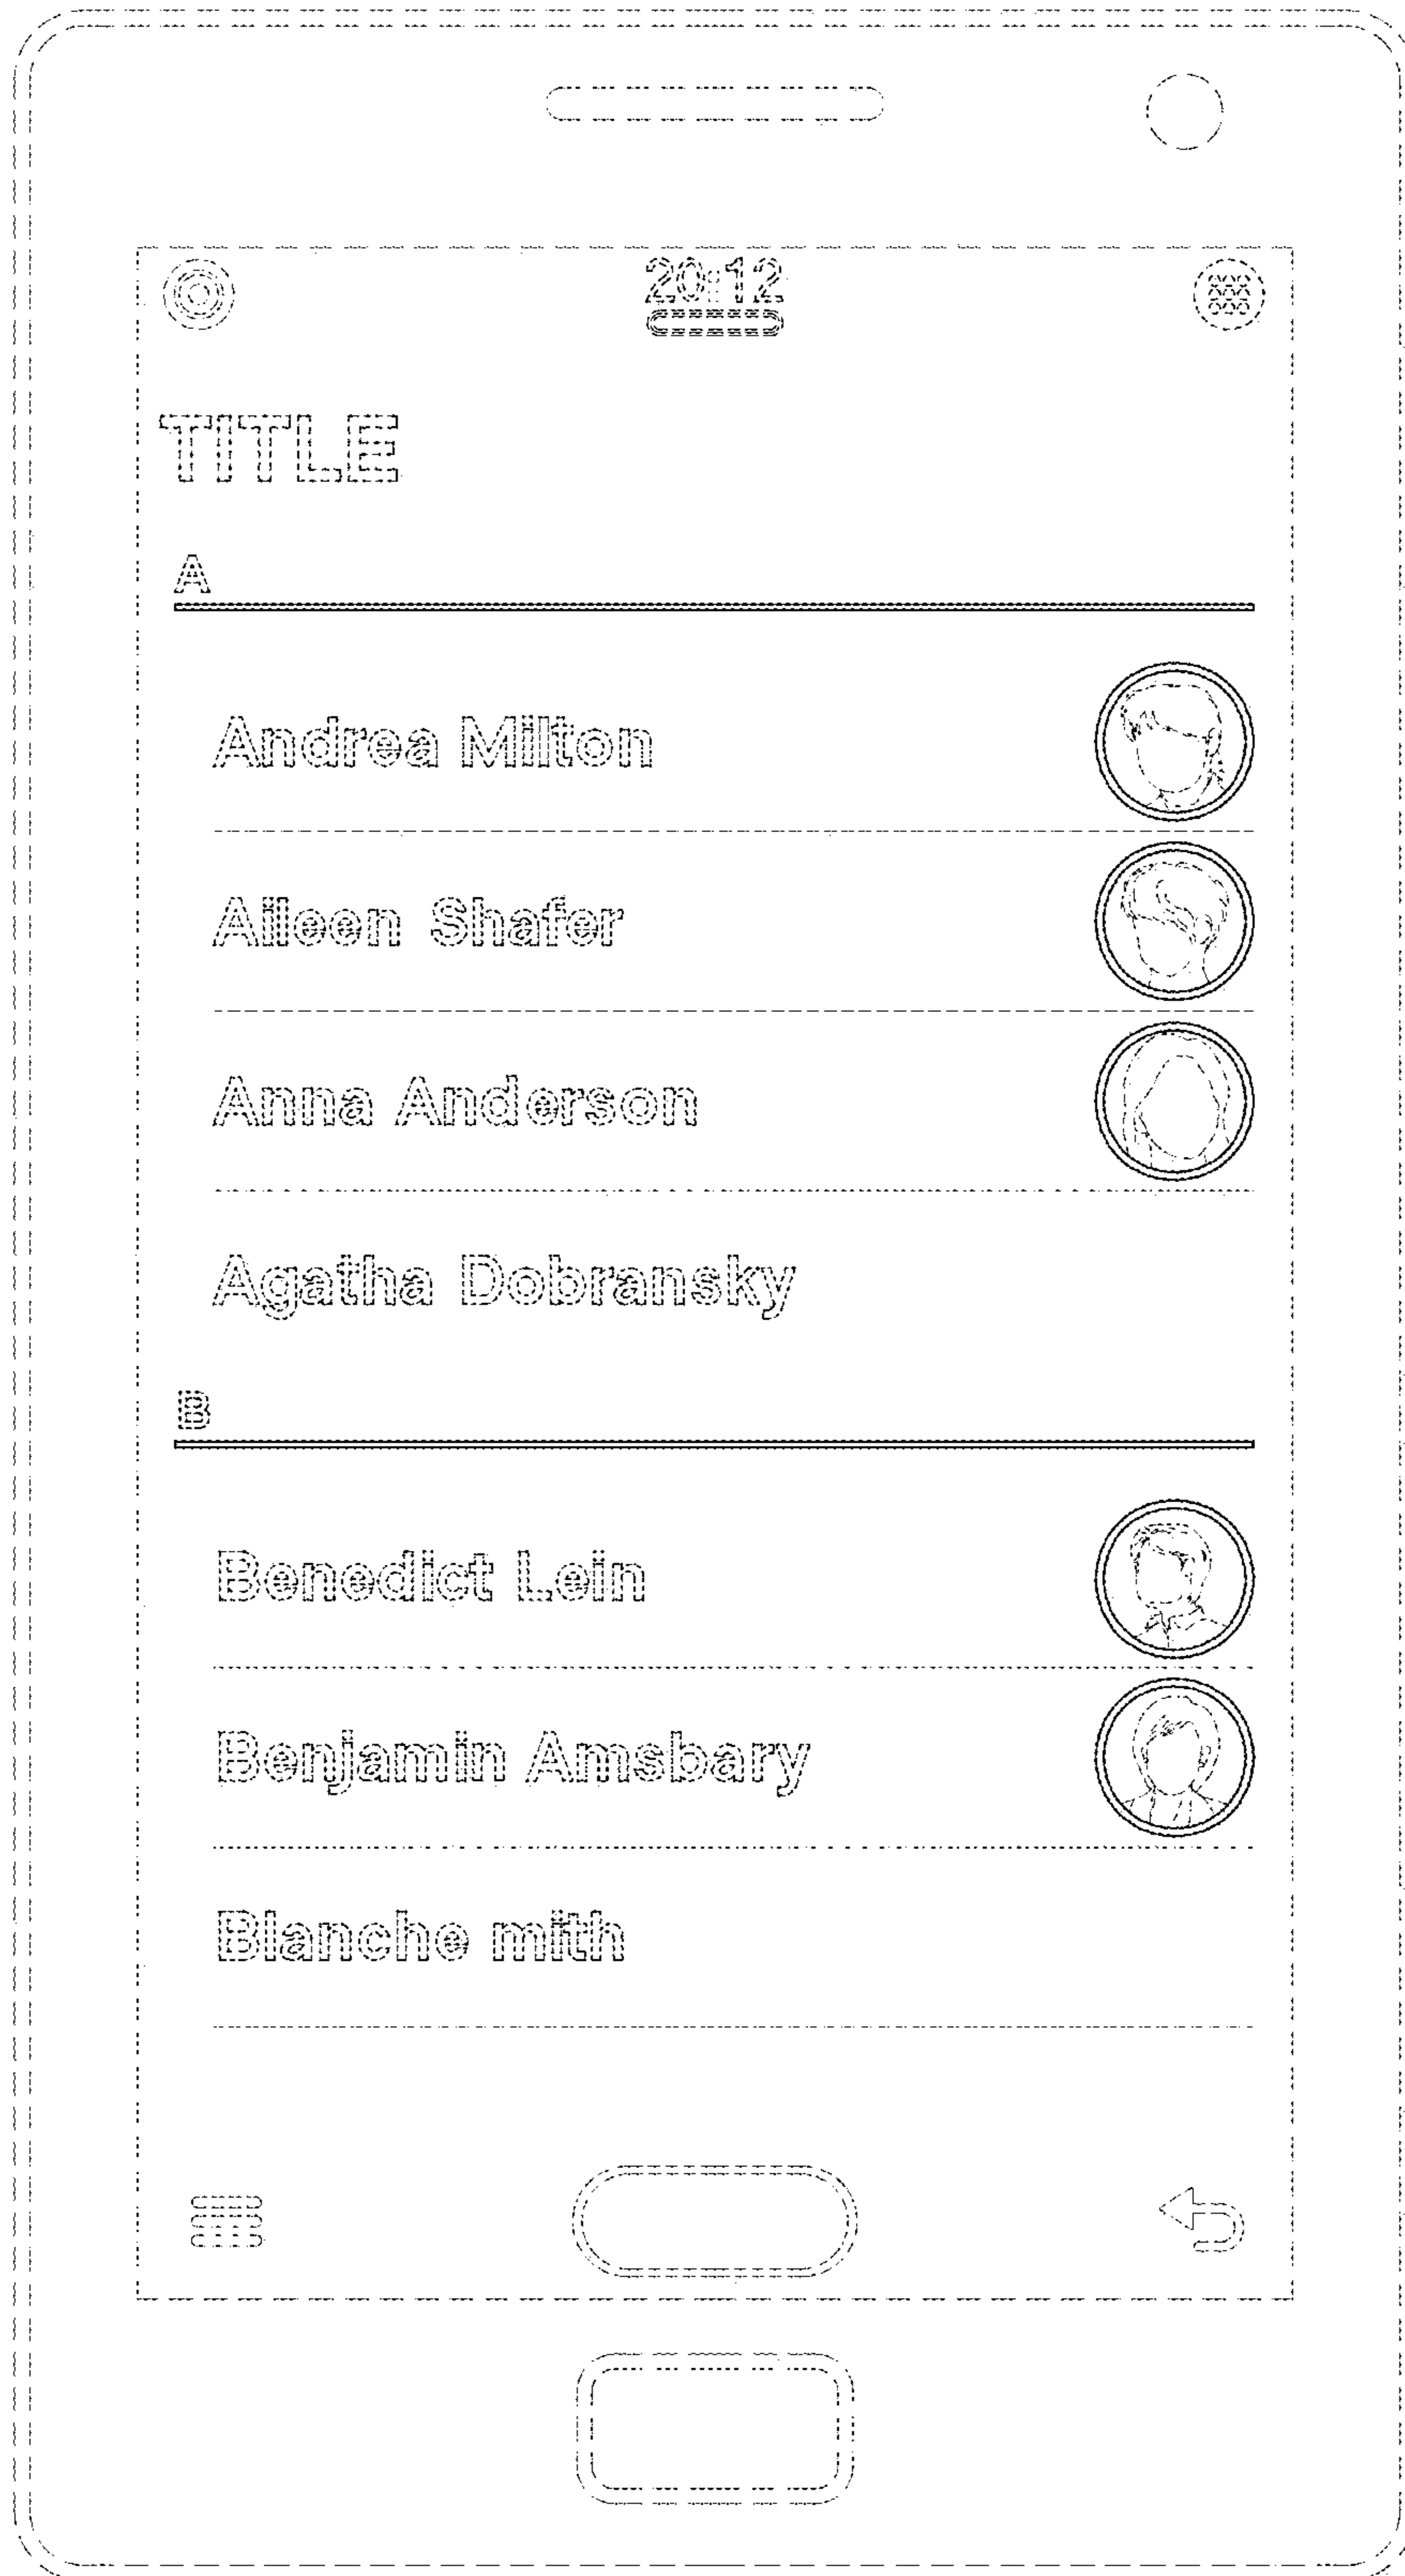 20:12
TITLE
A
Andrea Milton
Aileen Shafer
Anna Anderson
Agatha Dobransky
B
Benedict Lein
Benjamin Amsbary
Blanche mith